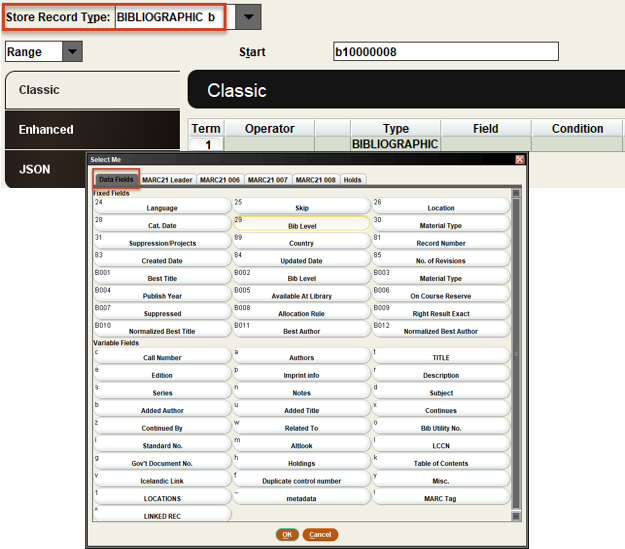 Store Record Type: BIBLIOGRAPHIC b
Range Start b10000008
Classic
Classic
Enhanced
JSON
Term Operator Type Field Condition
1 BIBLIOGRAPHIC
Select Me
Data Fields MARC21 Leader MARC21 006 MARC21 007 MARC21 008 Holds
Fixed Fields
24 Language 25 Skip 26 Location
28 Cat. Date 29 Bib Level 30 Material Type
31 Suppression/Projects 89 Country 81 Record Number
83 Created Date 84 Updated Date 85 No. of Revisions
B001 Best Title B002 Bib Level B003 Material Type
B004 Publish Year B005 Available At Library B006 On Course Reserve
B007 Suppressed B008 Allocation Rule B009 Right Result Exact
B010 Normalized Best Title B011 Best Author B012 Normalized Best Author
Variable Fields
c Call Number a Authors t TITLE
e Edition p Imprint info r Description
s Series n Notes d Subject
b Added Author u Added Title x Continues
z Continued By w Related To o Bib Utility No.
i Standard No. m Altlook l LCCN
g Gov't Document No. h Holdings k Table of Contents
v Icelandic Link f Duplicate control number y Misc.
1 LOCATIONS ~ metadata ! MARC Tag
^ LINKED REC
OK Cancel